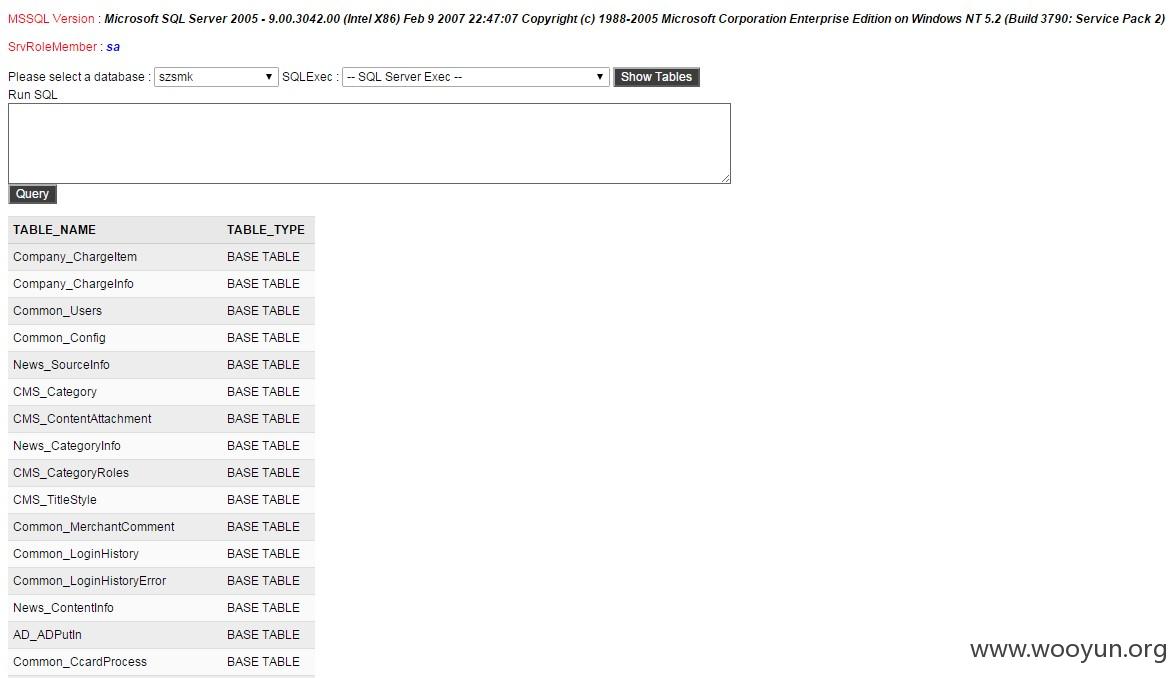 MSSQL Version : Microsoft SQL Server 2005 - 9.00.3042.00 (Intel X86) Feb 9 2007 22:47:07 Copyright (c) 1988-2005 Microsoft Corporation Enterprise Edition on Windows NT 5.2 (Build 3790: Service Pack 2)
SrvRoleMember : sa
Please select a database : szsmk SQLExec : -- SQL Server Exec -- Show Tables
Run SQL
Query
TABLE_NAME TABLE_TYPE
Company_ChargeItem BASE TABLE
Company_ChargeInfo BASE TABLE
Common_Users BASE TABLE
Common_Config BASE TABLE
News_SourceInfo BASE TABLE
CMS_Category BASE TABLE
CMS_ContentAttachment BASE TABLE
News_CategoryInfo BASE TABLE
CMS_CategoryRoles BASE TABLE
CMS_TitleStyle BASE TABLE
Common_MerchantComment BASE TABLE
Common_LoginHistory BASE TABLE
Common_LoginHistoryError BASE TABLE
News_ContentInfo BASE TABLE
AD_ADPutIn BASE TABLE
Common_CcardProcess BASE TABLE
www.wooyun.org